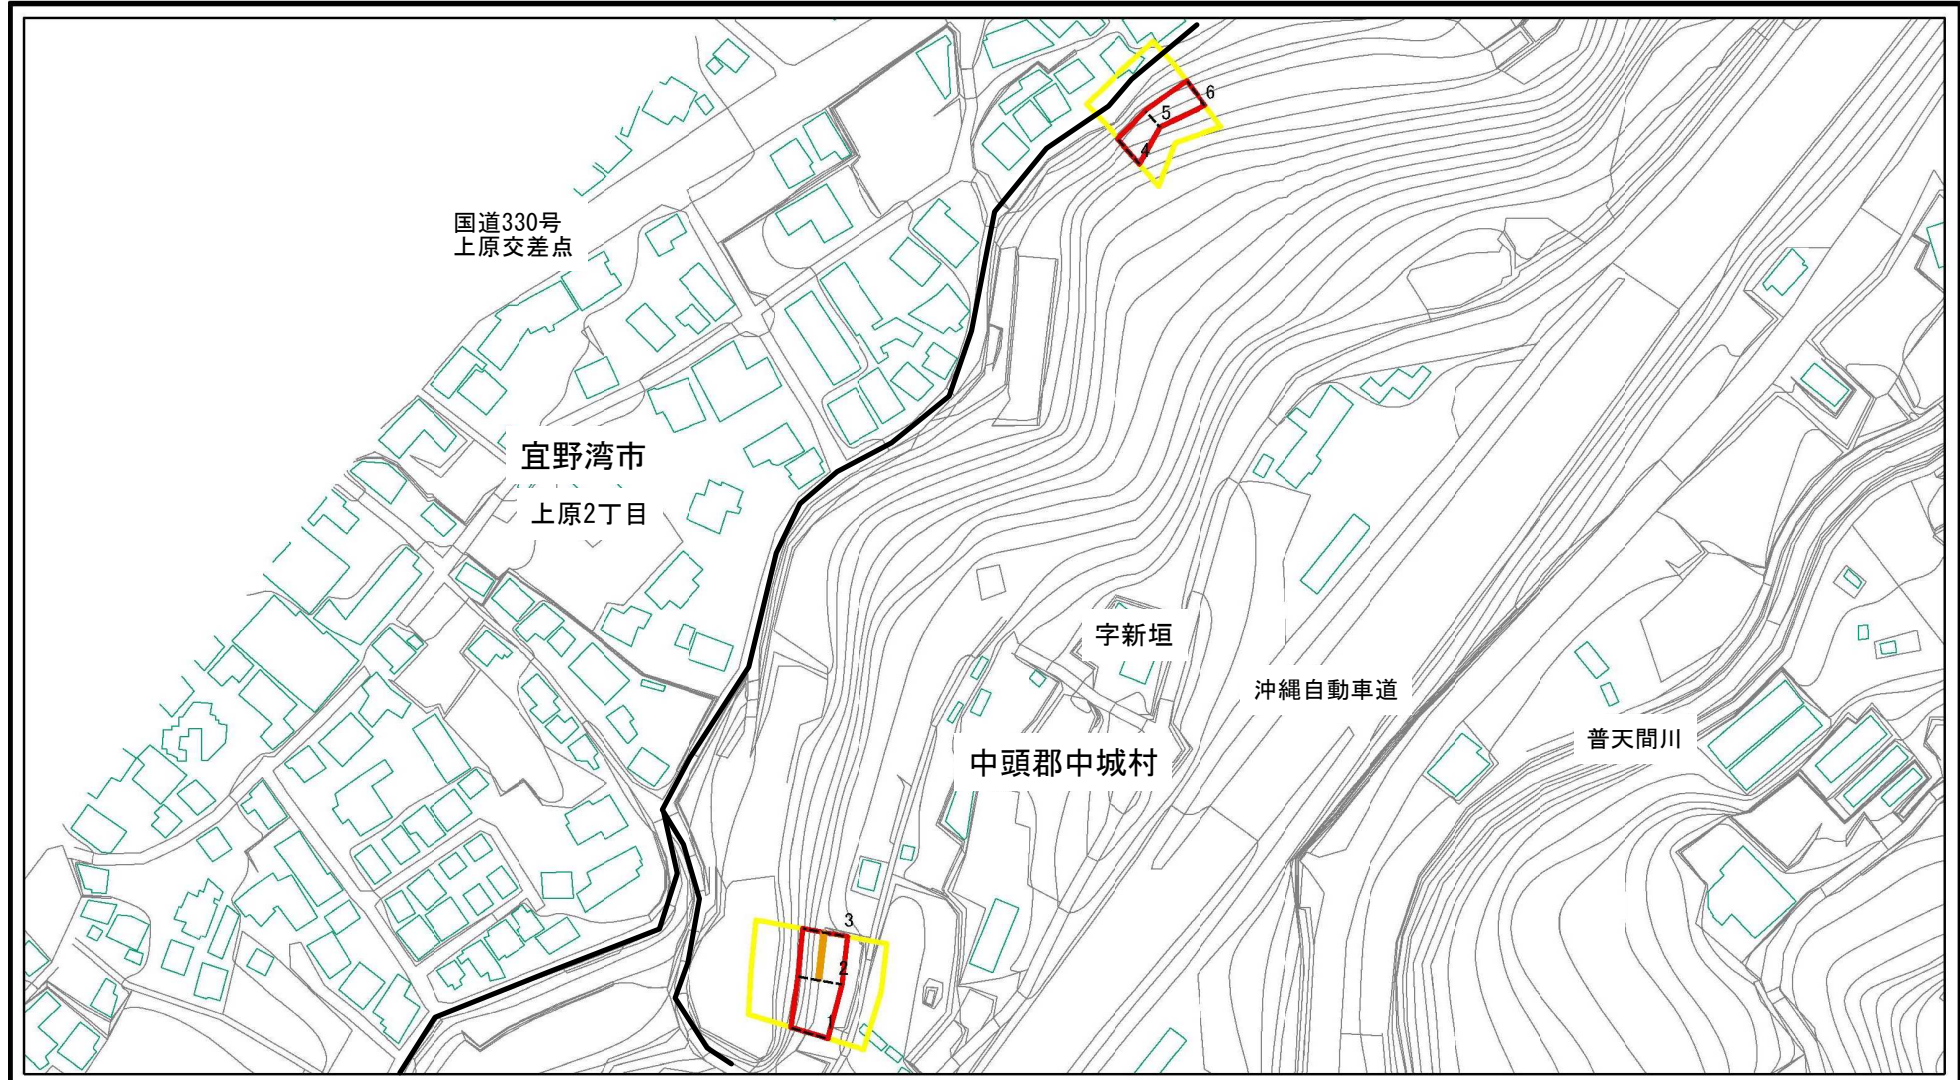 6
5
4
国道330号
上原交差点
宜野湾市
上原2丁目
字新垣
沖縄自動車道
普天間川
中頭郡中城村
3
2
1